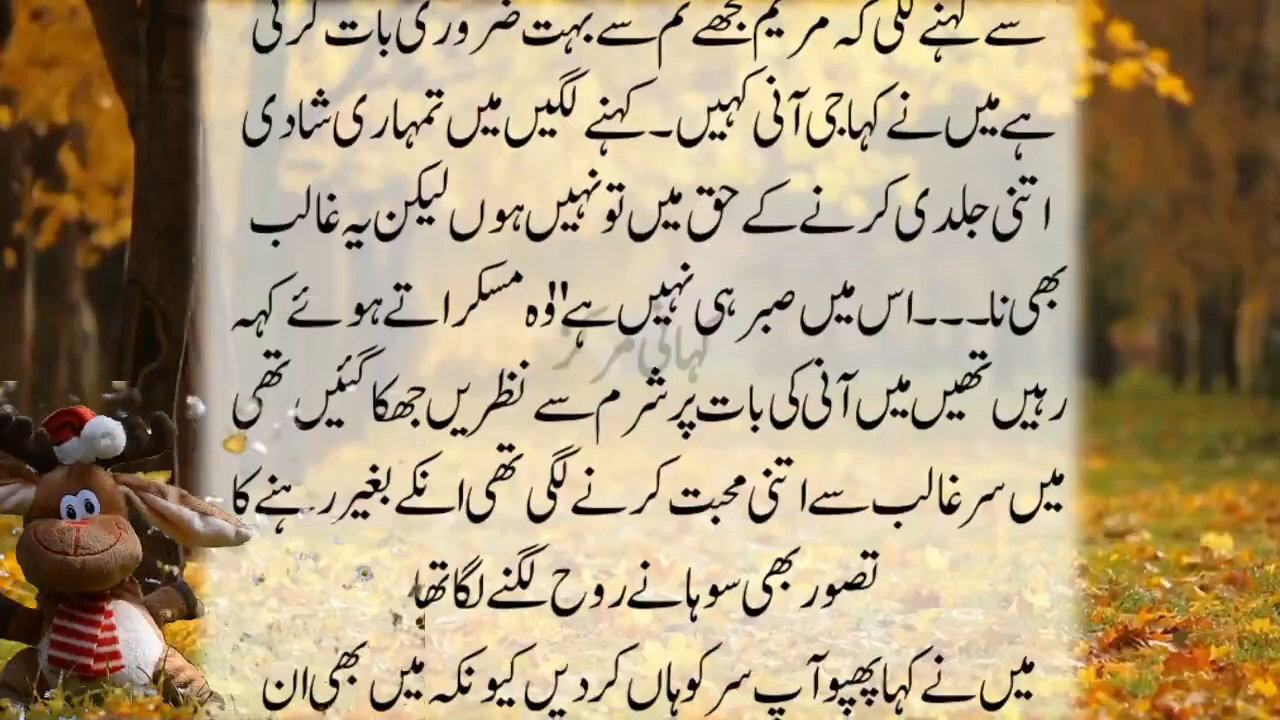 سے کہنے لگی کہ مریم مجھے تم سے بہت ضروری بات کرنی
ہے میں نے کہا جی آنی کہیں۔ کہنے لگیں میں تمہاری شادی
اتنی جلدی کرنے کے حق میں تو نہیں ہوں لیکن یہ غالب
بھی نا۔۔۔ اس میں صبر ہی نہیں ہے"وہ مسکراتے ہوئے کہہ
کہانی مرکز
رہیں تھیں میں آنی کی بات پر شرم سے نظریں جھکا گئیں تھی
میں سر غالب سے اتنی محبت کرنے لگی تھی انکے بغیر رہنے کا
تصور بھی سوہانے روح لگنے لگا تھا
میں نے کہا پھپو آپ سر کو ہاں کر دیں کیونکہ میں بھی ان